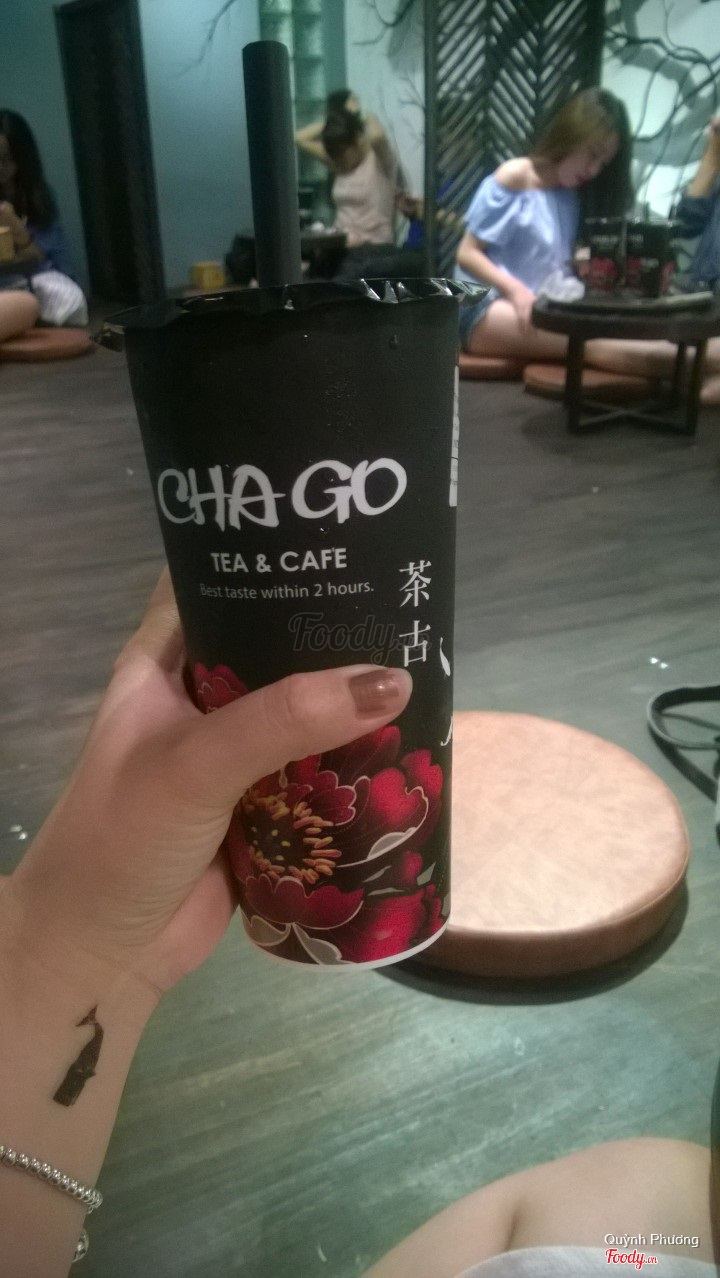 CHA GO
TEA & CAFE
Best taste within 2 hours.
茶古
Foody
Quỳnh Phương
Foody.vn